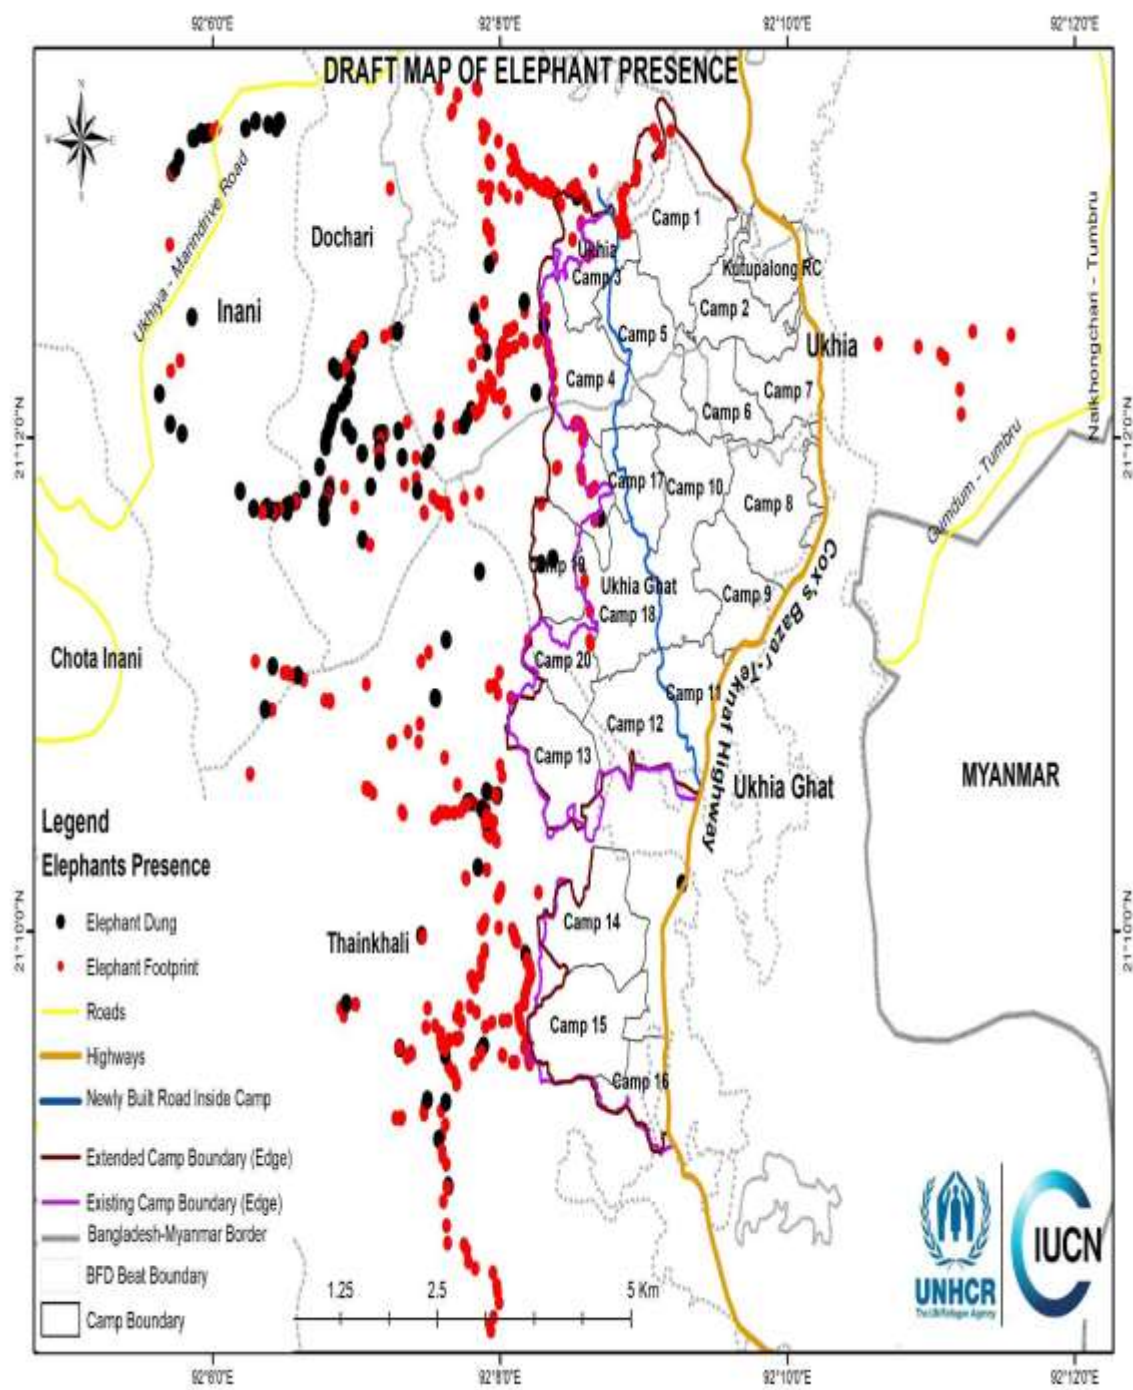 92°6'0"E
92°8'0"E
92°10'0"E
92°12'0"E
DRAFT MAP OF ELEPHANT PRESENCE
N
W
E
S
Ukhiya - Marindrive Road
Dochari
Inani
Camp 1
Ukhia
Camp 3
Kutupalong RC
Camp 2
Camp 5
Ukhia
Camp 4
Camp 7
Camp 6
Naikhongchari - Tumbru
Gumdum - Tumbru
21°12'0"N
21°12'0"N
Camp 17
Camp 10
Camp 8
Camp 19
Ukhia Ghat
Camp 9
Camp 18
Cox's Bazar-Teknaf Highway
Chota Inani
Camp 20
Camp 11
Camp 12
Camp 13
Ukhia Ghat
MYANMAR
Camp 14
Thainkhali
21°10'0"N
21°10'0"N
Camp 15
Camp 16
Legend
Elephants Presence
Elephant Dung
Elephant Footprint
Roads
Highways
Newly Built Road Inside Camp
Extended Camp Boundary (Edge)
Existing Camp Boundary (Edge)
Bangladesh-Myanmar Border
BFD Beat Boundary
Camp Boundary
1.25
2.5
5 Km
UNHCR
The UN Refugee Agency
IUCN
92°6'0"E
92°8'0"E
92°10'0"E
92°12'0"E